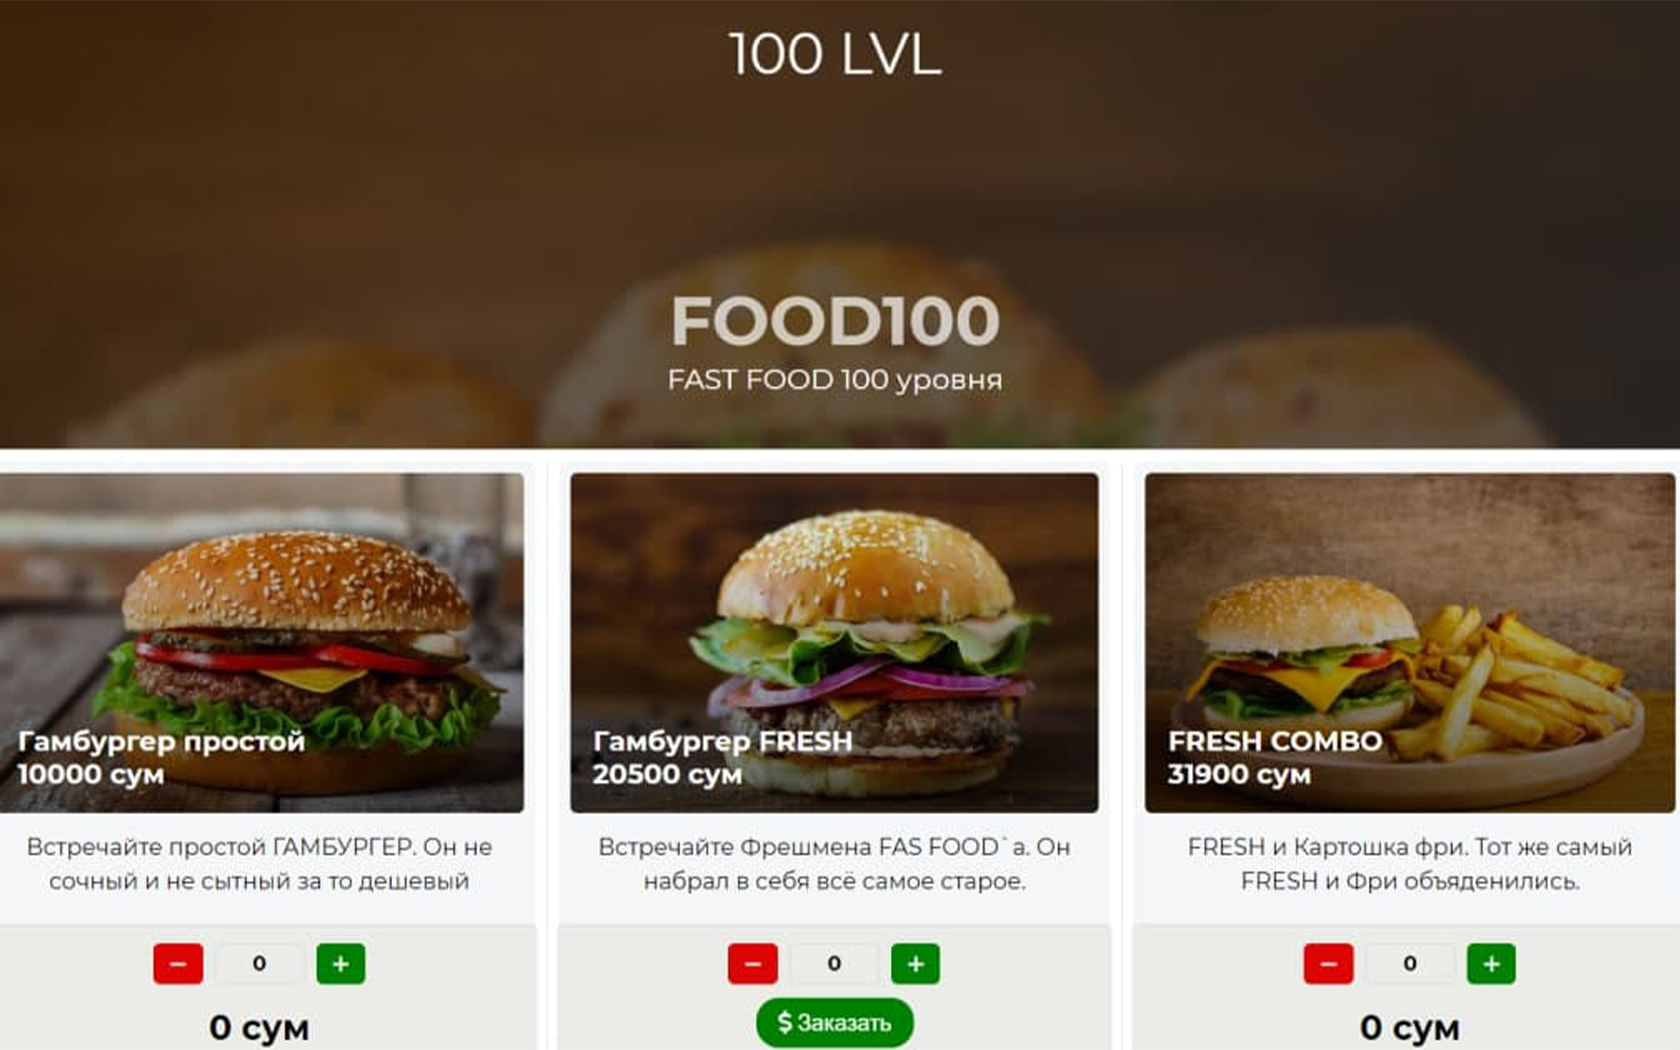 100 LVL
FOOD100
FAST FOOD 100 уровня
Гамбургер простой
10000 сум
Встречайте простой ГАМБУРГЕР. Он не
сочный и не сытный за то дешевый
− 0 +
0 сум
Гамбургер FRESH
20500 сум
Встречайте Фрешмена FAS FOOD`а. Он
набрал в себя всё самое старое.
− 0 +
$ Заказать
FRESH COMBO
31900 сум
FRESH и Картошка фри. Тот же самый
FRESH и Фри объяденились.
− 0 +
0 сум